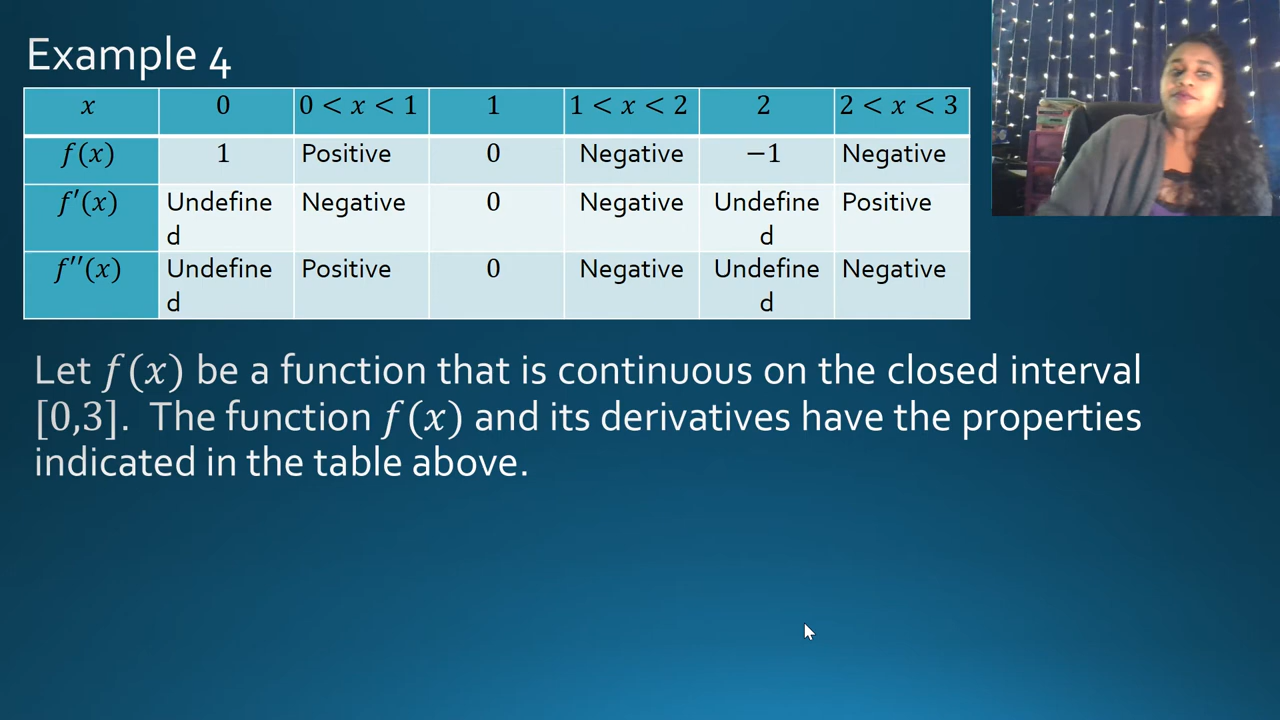 Example 4
x 0 0 < x < 1 1 1 < x < 2 2 2 < x < 3
f(x) 1 Positive 0 Negative −1 Negative
f′(x) Undefine Negative 0 Negative Undefine Positive
d d
f′′(x) Undefine Positive 0 Negative Undefine Negative
d d
Let f(x) be a function that is continuous on the closed interval
[0,3]. The function f(x) and its derivatives have the properties
indicated in the table above.